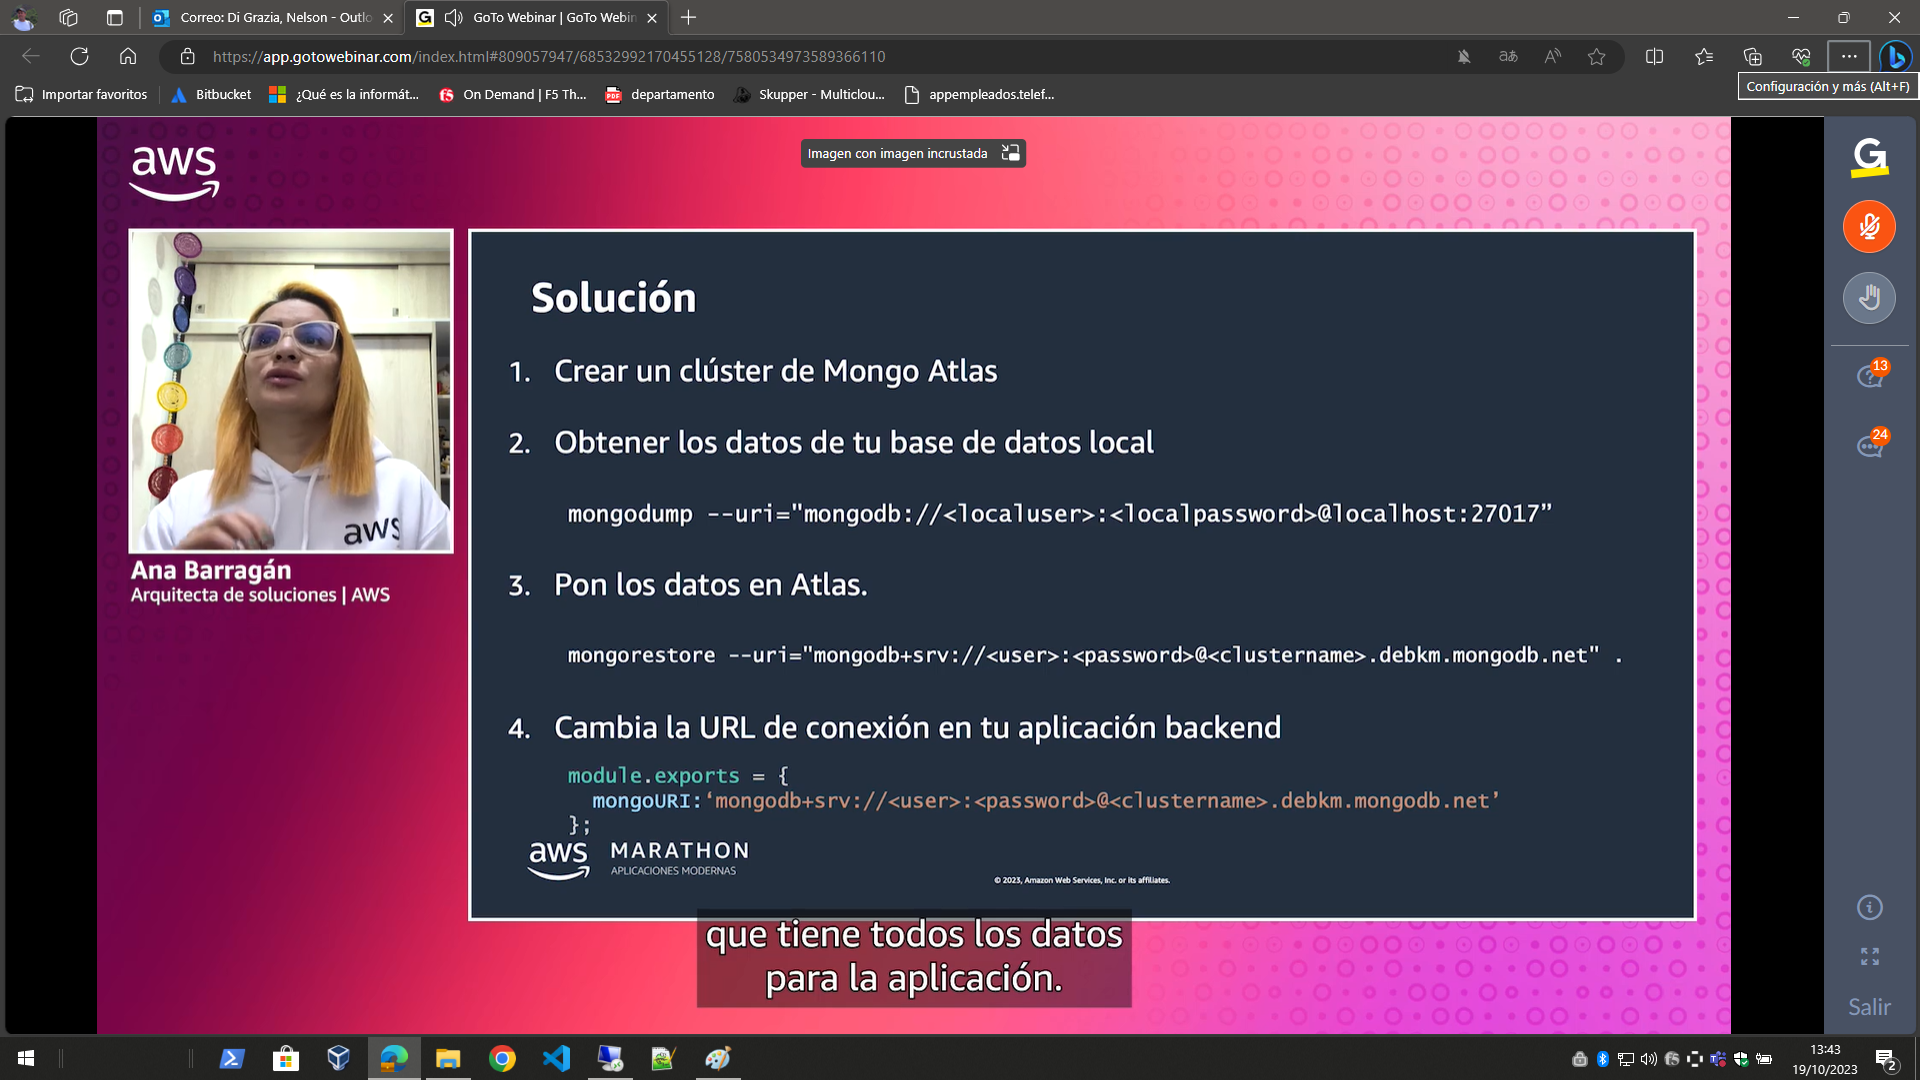 Correo: Di Grazia, Nelson - Outlo
GoTo Webinar | GoTo Webin
https://app.gotowebinar.com/index.html#809057947/68532992170455128/7580534973589366110
Importar favoritos
Bitbucket
¿Qué es la informát...
On Demand | F5 Th...
departamento
Skupper - Multiclou...
appempleados.telef...
Configuración y más (Alt+F)
aws
Imagen con imagen incrustada
G
13
24
aws
Ana Barragán
Arquitecta de soluciones | AWS
Solución
1. Crear un clúster de Mongo Atlas
2. Obtener los datos de tu base de datos local
mongodump --uri="mongodb://<localuser>:<localpassword>@localhost:27017”
3. Pon los datos en Atlas.
mongorestore --uri="mongodb+srv://<user>:<password>@<clustername>.debkm.mongodb.net" .
4. Cambia la URL de conexión en tu aplicación backend
module.exports = {
mongoURI:‘mongodb+srv://<user>:<password>@<clustername>.debkm.mongodb.net’
};
aws MARATHON
APLICACIONES MODERNAS
© 2023, Amazon Web Services, Inc. or its affiliates.
que tiene todos los datos
para la aplicación.
Salir
13:43
19/10/2023
2